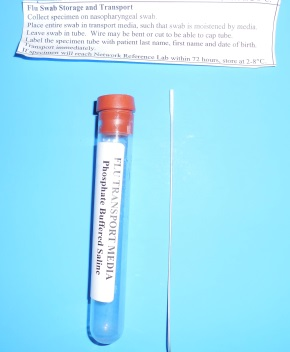 Flu Swab Storage and Transport
Collect specimen on nasopharyngeal swab.
Place entire swab in transport media, such that swab is moistened by media.
Leave swab in tube. Wire may be bent or cut to be able to cap tube.
Label the specimen tube with patient last name, first name and date of birth.
Transport immediately.
If specimen will reach Network Reference Lab within 72 hours, store at 2-8°C
FLU TRANSPORT MEDIA
Phosphate Buffered Saline